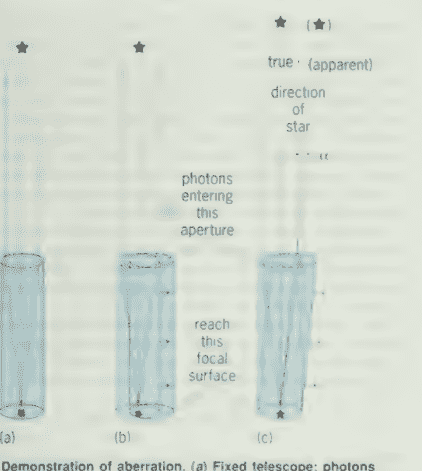 true (apparent)
direction
of
star
photons
entering
this
aperture
reach
this
focal
surface
(a)
(b)
(c)
Demonstration of aberration. (a) Fixed telescope; photons